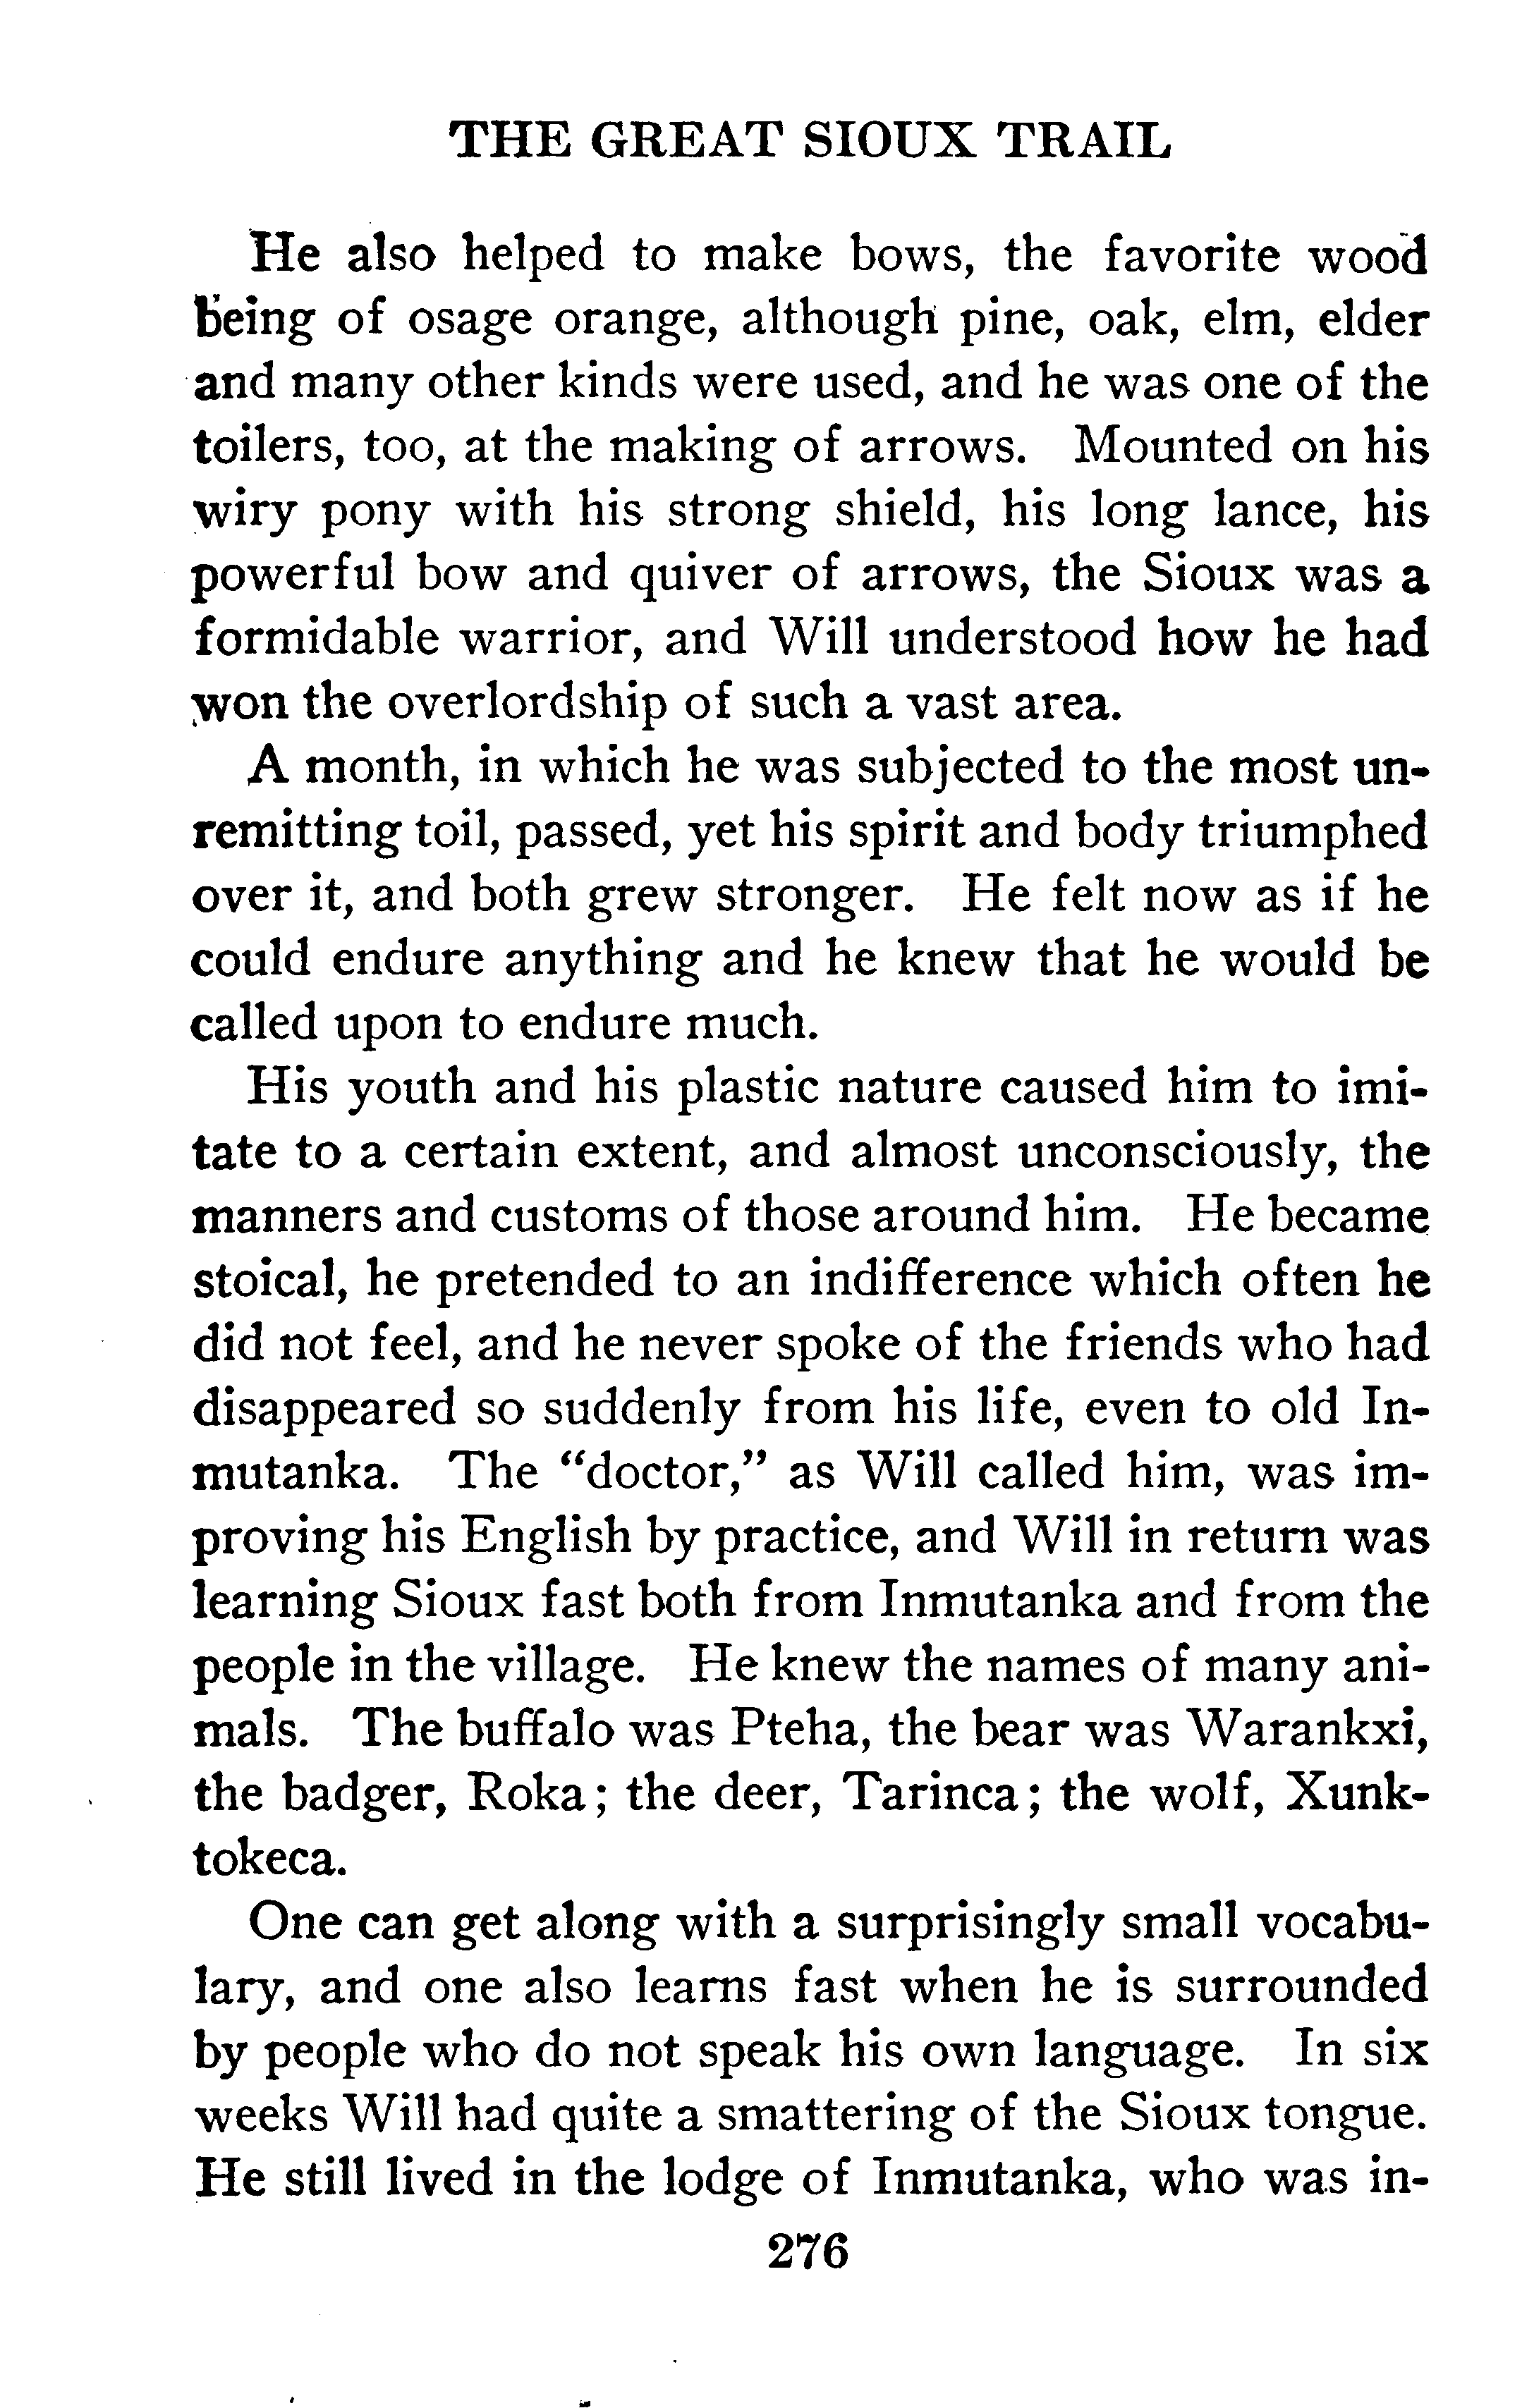 THE GREAT SIOUX TRAIL
He also helped to make bows, the favorite wood
being of osage orange, although pine, oak, elm, elder
and many other kinds were used, and he was one of the
toilers, too, at the making of arrows. Mounted on his
wiry pony with his strong shield, his long lance, his
powerful bow and quiver of arrows, the Sioux was a
formidable warrior, and Will understood how he had
won the overlordship of such a vast area.
A month, in which he was subjected to the most un-
remitting toil, passed, yet his spirit and body triumphed
over it, and both grew stronger. He felt now as if he
could endure anything and he knew that he would be
called upon to endure much.
His youth and his plastic nature caused him to imi-
tate to a certain extent, and almost unconsciously, the
manners and customs of those around him. He became
stoical, he pretended to an indifference which often he
did not feel, and he never spoke of the friends who had
disappeared so suddenly from his life, even to old In-
mutanka. The “doctor,” as Will called him, was im-
proving his English by practice, and Will in return was
learning Sioux fast both from Inmutanka and from the
people in the village. He knew the names of many ani-
mals. The buffalo was Pteha, the bear was Warankxi,
the badger, Roka; the deer, Tarinca; the wolf, Xunk-
tokeca.
One can get along with a surprisingly small vocabu-
lary, and one also learns fast when he is surrounded
by people who do not speak his own language. In six
weeks Will had quite a smattering of the Sioux tongue.
He still lived in the lodge of Inmutanka, who was in-
276